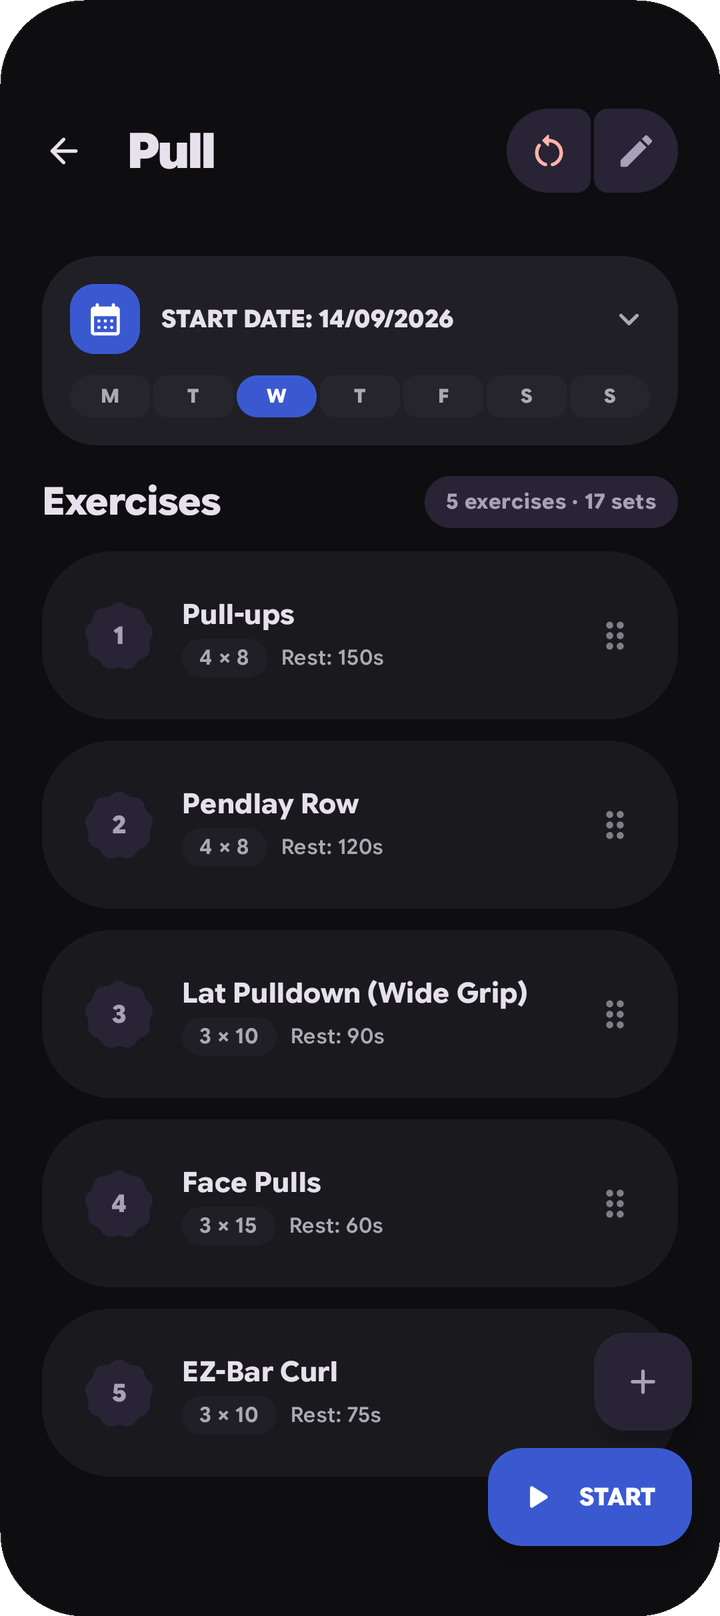 Pull
START DATE: 14/09/2026
M T W T F S S
Exercises
5 exercises · 17 sets
1
Pull-ups
4 × 8 Rest: 150s
2
Pendlay Row
4 × 8 Rest: 120s
3
Lat Pulldown (Wide Grip)
3 × 10 Rest: 90s
4
Face Pulls
3 × 15 Rest: 60s
5
EZ-Bar Curl
3 × 10 Rest: 75s
START